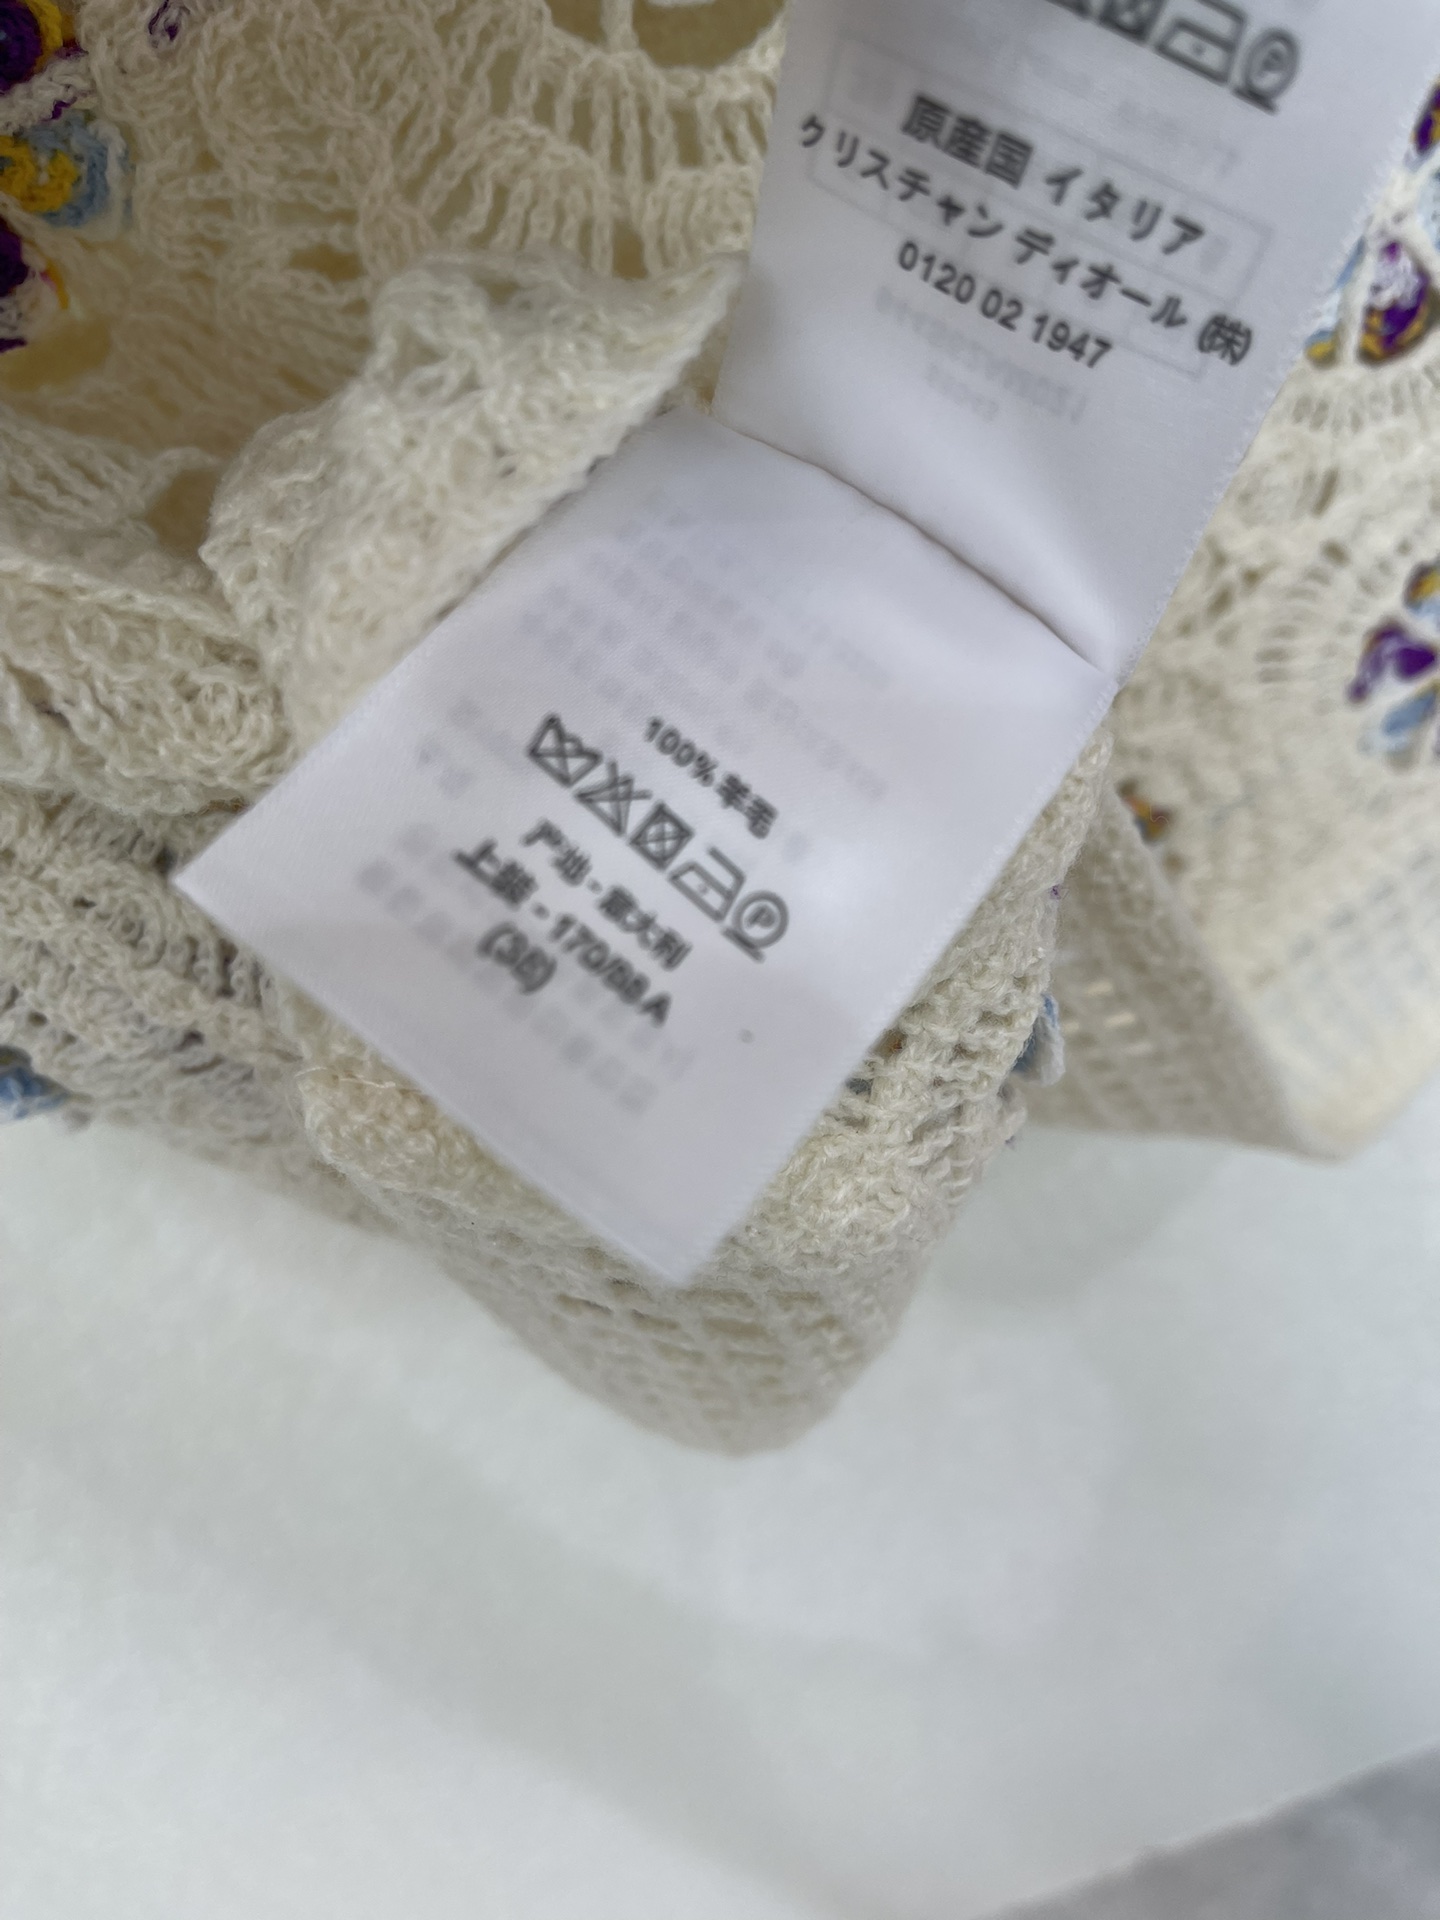 原産国 イタリア
クリスチャン ディオール ㈱
0120 02 1947
100% 羊毛
产地 - 意大利
上装 - 170/88A
(36)